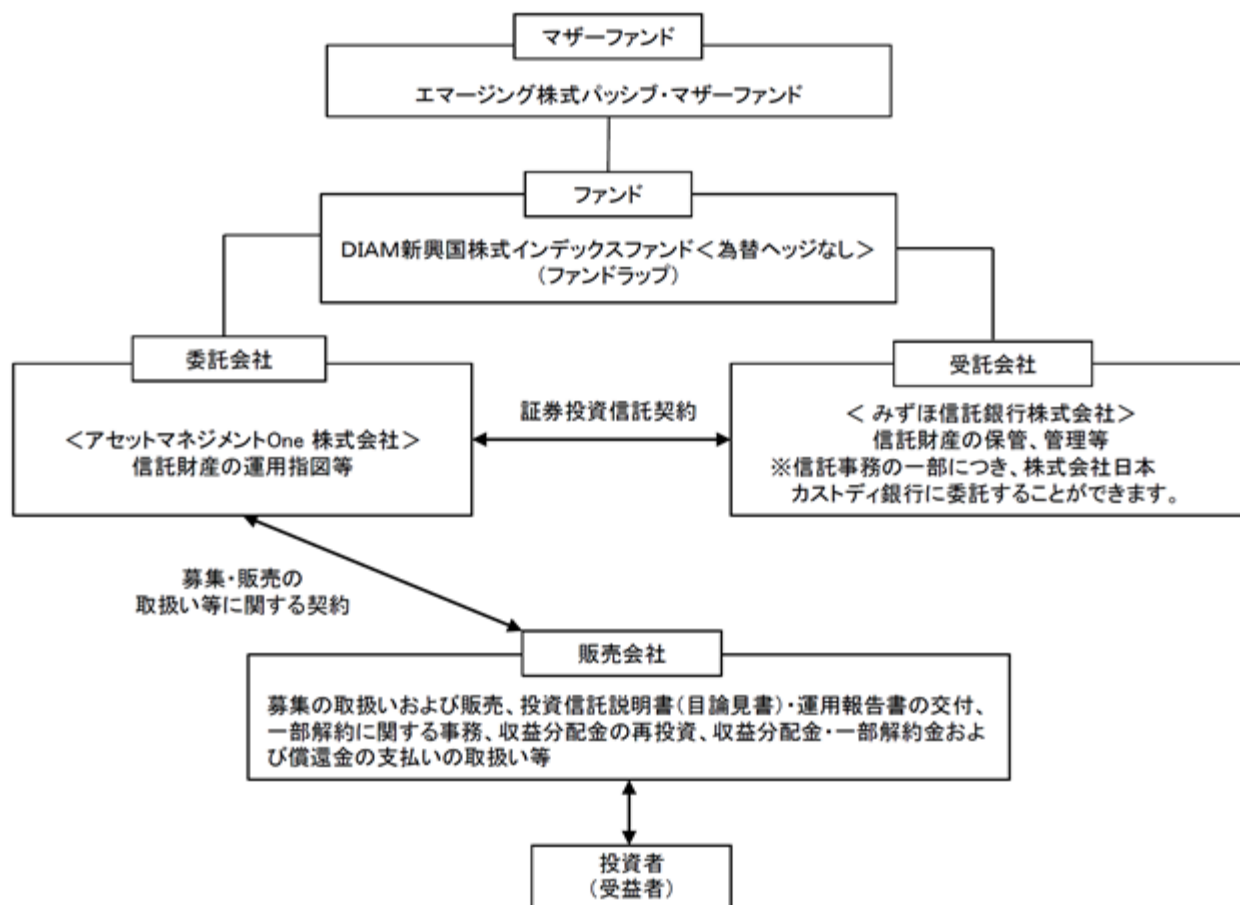 マザーファンド
エマージング株式パッシブ・マザーファンド
ファンド
DIAM新興国株式インデックスファンド＜為替ヘッジなし＞
（ファンドラップ）
委託会社
＜アセットマネジメントOne 株式会社＞
信託財産の運用指図等
証券投資信託契約
受託会社
＜ みずほ信託銀行株式会社＞
信託財産の保管、管理等
※信託事務の一部につき、株式会社日本
カストディ銀行に委託することができます。
募集・販売の
取扱い等に関する契約
販売会社
募集の取扱いおよび販売、投資信託説明書（目論見書）・運用報告書の交付、
一部解約に関する事務、収益分配金の再投資、収益分配金・一部解約金およ
び償還金の支払いの取扱い等
投資者
（受益者）